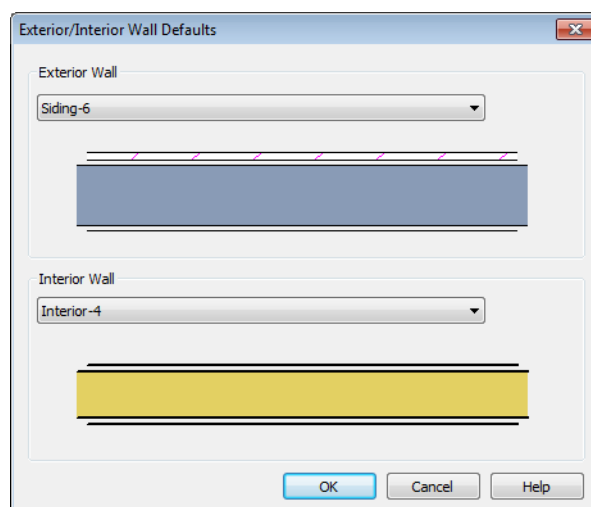 Exterior/Interior Wall Defaults
Exterior Wall
Siding-6
Interior Wall
Interior-4
OK Cancel Help